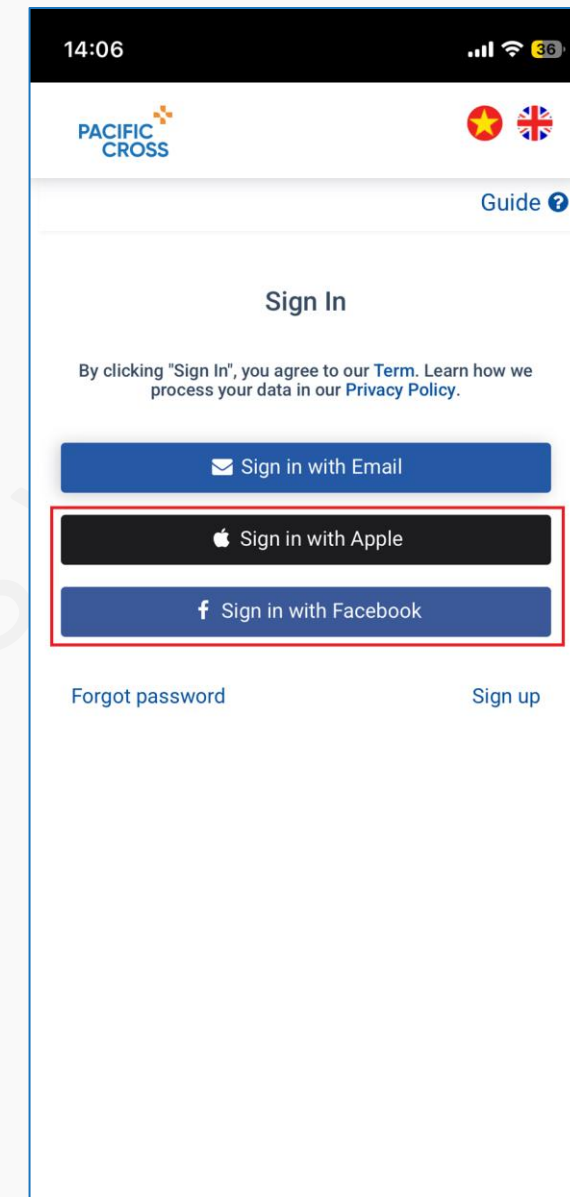 14:06
36
PACIFIC
CROSS
Guide
Sign In
By clicking "Sign In", you agree to our Term. Learn how we
process your data in our Privacy Policy.
Sign in with Email
Sign in with Apple
f Sign in with Facebook
Forgot password
Sign up